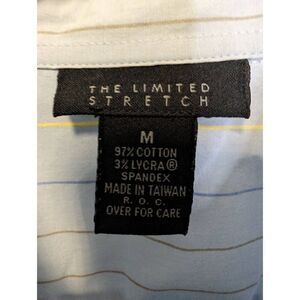 THE LIMITED
STRETCH
M
97% COTTON
3% LYCRA®
SPANDEX
MADE IN TAIWAN
R. O. C.
OVER FOR CARE